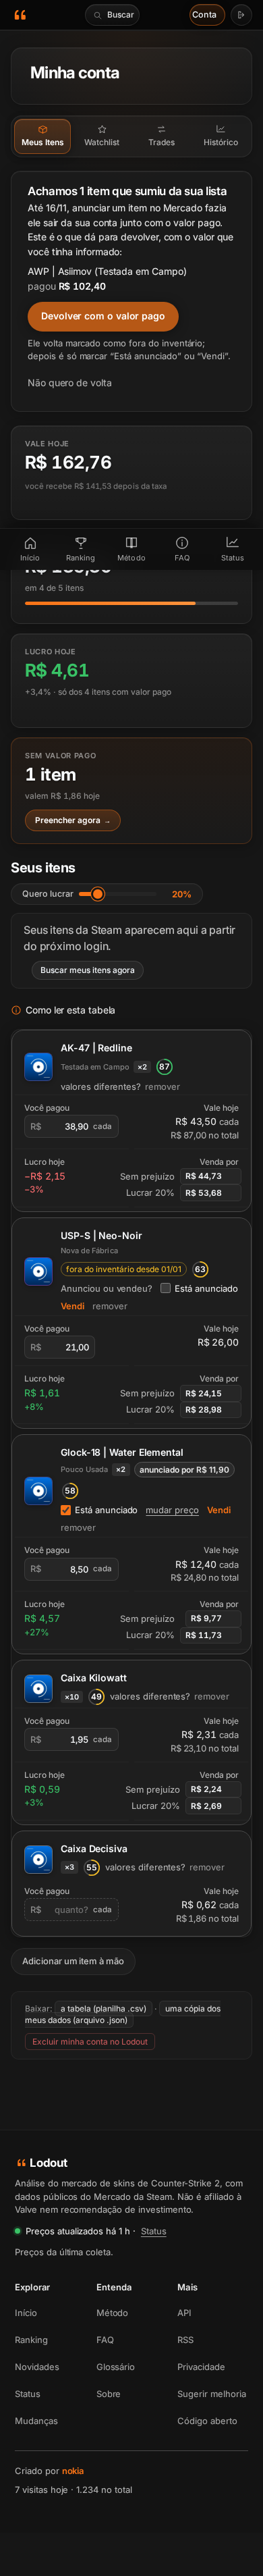 Buscar
Conta
Minha conta
Meus Itens
Watchlist
Trades
Histórico
Achamos 1 item que sumiu da sua lista
Até 16/11, anunciar um item no Mercado fazia
ele sair da sua conta junto com o valor pago.
Este é o que dá para devolver, com o valor que
você tinha informado:
AWP | Asiimov (Testada em Campo)
pagou R$ 102,40
Devolver com o valor pago
Ele volta marcado como fora do inventário;
depois é só marcar “Está anunciado” ou “Vendi”.
Não quero de volta
VALE HOJE
R$ 162,76
você recebe R$ 141,53 depois da taxa
Início
Ranking
Método
FAQ
Status
em 4 de 5 itens
LUCRO HOJE
R$ 4,61
+3,4% · só dos 4 itens com valor pago
SEM VALOR PAGO
1 item
valem R$ 1,86 hoje
Preencher agora →
Seus itens
Quero lucrar
20%
Seus itens da Steam aparecem aqui a partir
do próximo login.
Buscar meus itens agora
Como ler esta tabela
AK-47 | Redline
Testada em Campo ×2 87
valores diferentes? remover
Você pagou
Vale hoje
R$ 38,90 cada
R$ 43,50 cada
R$ 87,00 no total
Lucro hoje
Venda por
−R$ 2,15
Sem prejuízo R$ 44,73
−3%
Lucrar 20% R$ 53,68
USP-S | Neo-Noir
Nova de Fábrica
fora do inventário desde 01/01 63
Anunciou ou vendeu? Está anunciado
Vendi remover
Você pagou
Vale hoje
R$ 21,00
R$ 26,00
Lucro hoje
Venda por
R$ 1,61
Sem prejuízo R$ 24,15
+8%
Lucrar 20% R$ 28,98
Glock-18 | Water Elemental
Pouco Usada ×2 anunciado por R$ 11,90
58
Está anunciado mudar preço Vendi
remover
Você pagou
Vale hoje
R$ 8,50 cada
R$ 12,40 cada
R$ 24,80 no total
Lucro hoje
Venda por
R$ 4,57
Sem prejuízo R$ 9,77
+27%
Lucrar 20% R$ 11,73
Caixa Kilowatt
×10 49 valores diferentes? remover
Você pagou
Vale hoje
R$ 1,95 cada
R$ 2,31 cada
R$ 23,10 no total
Lucro hoje
Venda por
R$ 0,59
Sem prejuízo R$ 2,24
+3%
Lucrar 20% R$ 2,69
Caixa Decisiva
×3 55 valores diferentes? remover
Você pagou
Vale hoje
R$ quanto? cada
R$ 0,62 cada
R$ 1,86 no total
Adicionar um item à mão
Baixar: a tabela (planilha .csv) · uma cópia dos
meus dados (arquivo .json)
Excluir minha conta no Lodout
Lodout
Análise do mercado de skins de Counter-Strike 2, com
dados públicos do Mercado da Steam. Não é afiliado à
Valve nem recomendação de investimento.
Preços atualizados há 1 h · Status
Preços da última coleta.
Explorar
Entenda
Mais
Início
Método
API
Ranking
FAQ
RSS
Novidades
Glossário
Privacidade
Status
Sobre
Sugerir melhoria
Mudanças
Código aberto
Criado por nokia
7 visitas hoje · 1.234 no total